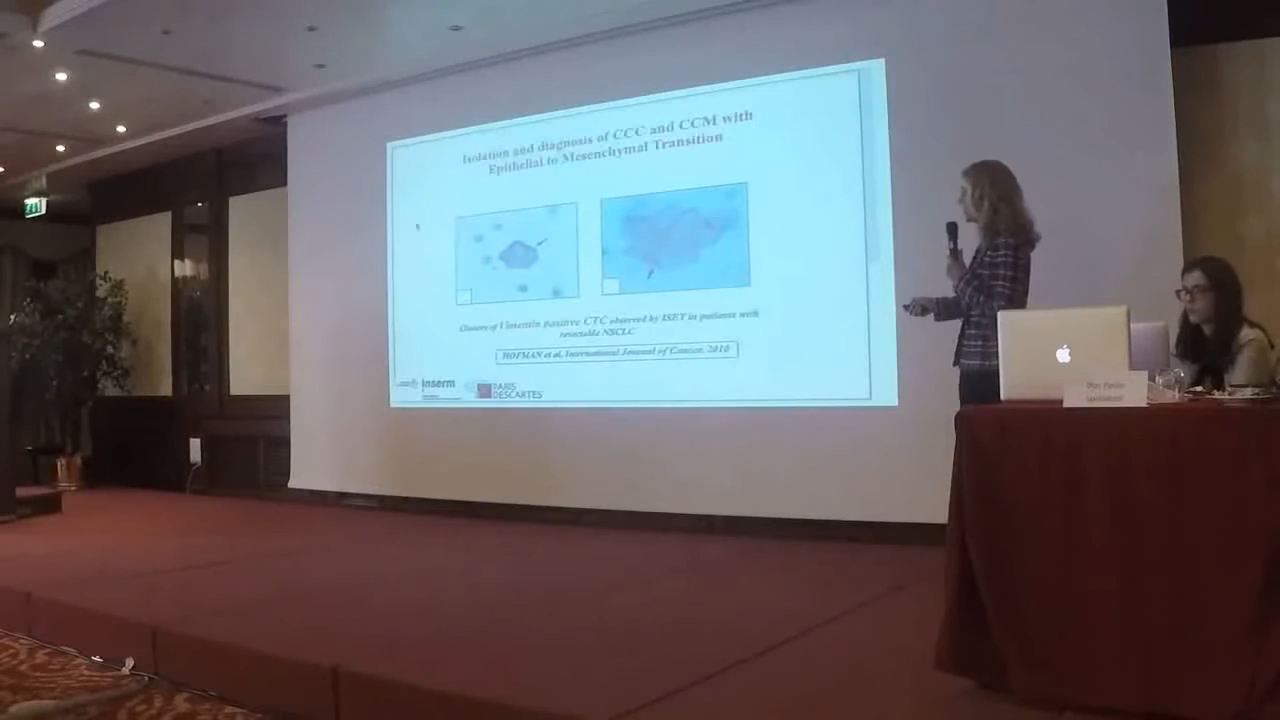 Isolation and diagnosis of CCC and CCM with
Epithelial to Mesenchymal Transition
Clusters of Vimentin positive CTC observed by ISET in patients with
resectable NSCLC
HOFMAN et al, International Journal of Cancer, 2010
Inserm
PARIS
DESCARTES